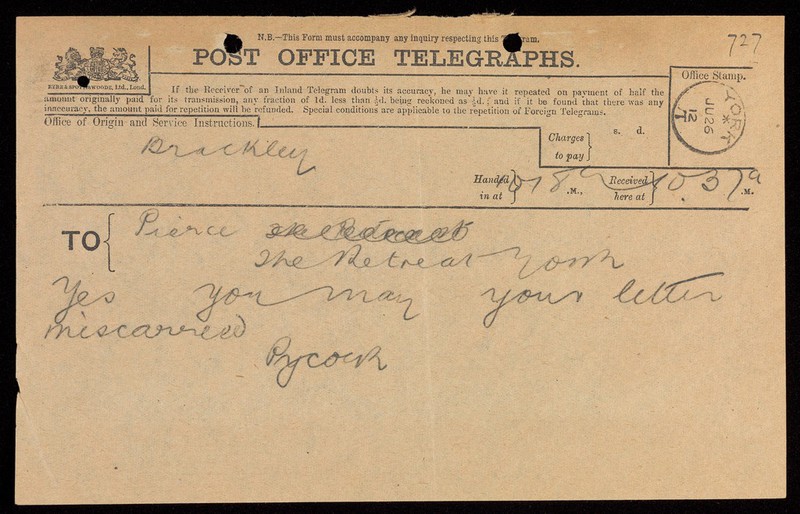 N.B.—This Form must accompany any inquiry respecting this Telegram.
727
POST OFFICE TELEGRAPHS.
Office Stamp.
YORK
JU 26
12
T
If the Receiver of an Inland Telegram doubts its accuracy, he may have it repeated on payment of half the
amount originally paid for its transmission, any fraction of 1d. less than ½d. being reckoned as ½d.; and if it be found that there was any
inaccuracy, the amount paid for repetition will be refunded. Special conditions are applicable to the repetition of Foreign Telegrams.
Office of Origin and Service Instructions.
Charges to pay
s. d.
Brackley
Handed in at
.M.,
Received here at
10 37a
.M.
TO
Pierce
The Retreat York
Yes you may your letter
miscarried
Pycock